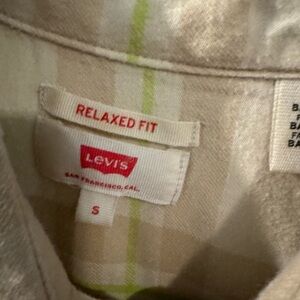 RELAXED FIT
Levi's
SAN FRANCISCO, CAL.
S